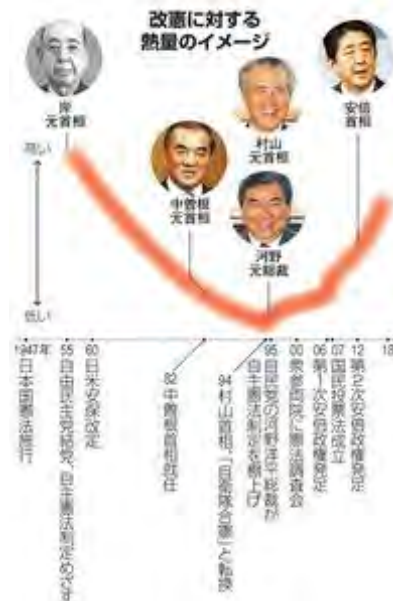 改憲に対する
熱量のイメージ
岸
元首相
中曽根
元首相
村山
元首相
河野
元総裁
安倍
首相
高い
低い
1947年
日本国憲法施行
55
自由民主党結党、自主憲法制定めざす
60
日米安保改定
82
中曽根首相就任
94
村山首相、「自衛隊合憲」と転換
95
自民党の河野洋平総裁が
自主憲法制定を棚上げ
00
衆参両院に憲法調査会
06
第1次安倍政権発足
07
国民投票法成立
12
第2次安倍政権発足
18